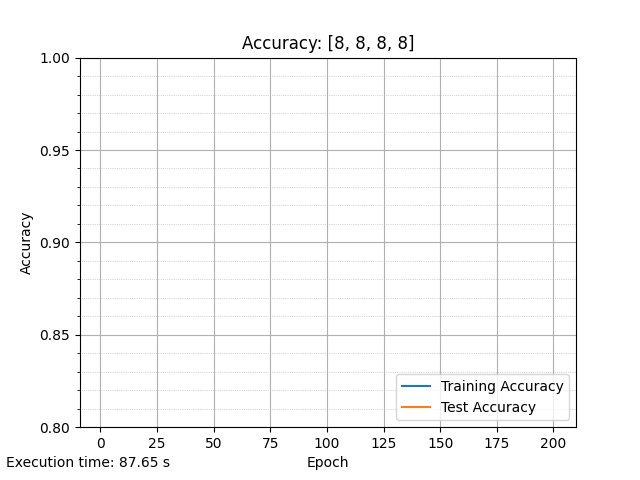 Accuracy: [8, 8, 8, 8]
1.00
0.95
0.90
0.85
0.80
Accuracy
Training Accuracy
Test Accuracy
0 25 50 75 100 125 150 175 200
Execution time: 87.65 s
Epoch